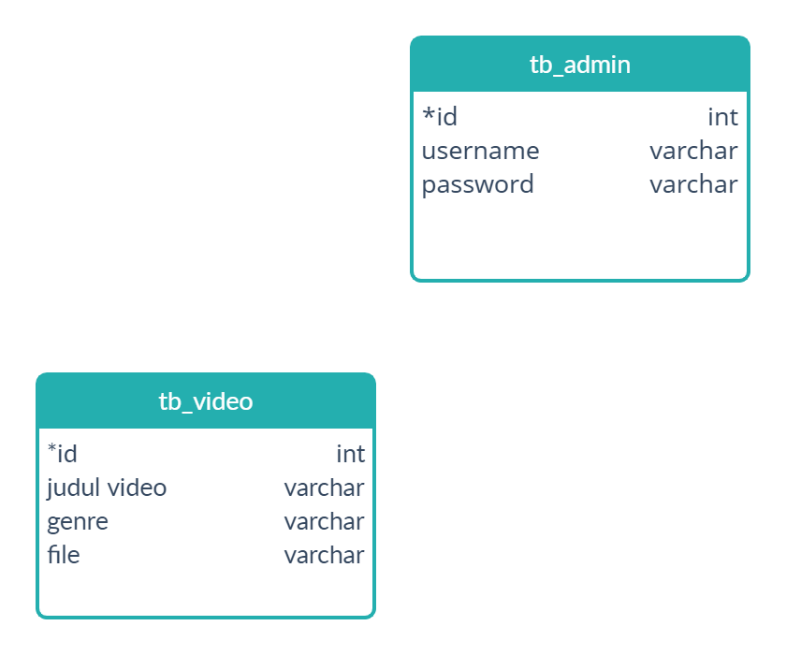 tb_admin
*id int
username varchar
password varchar
tb_video
*id int
judul video varchar
genre varchar
file varchar